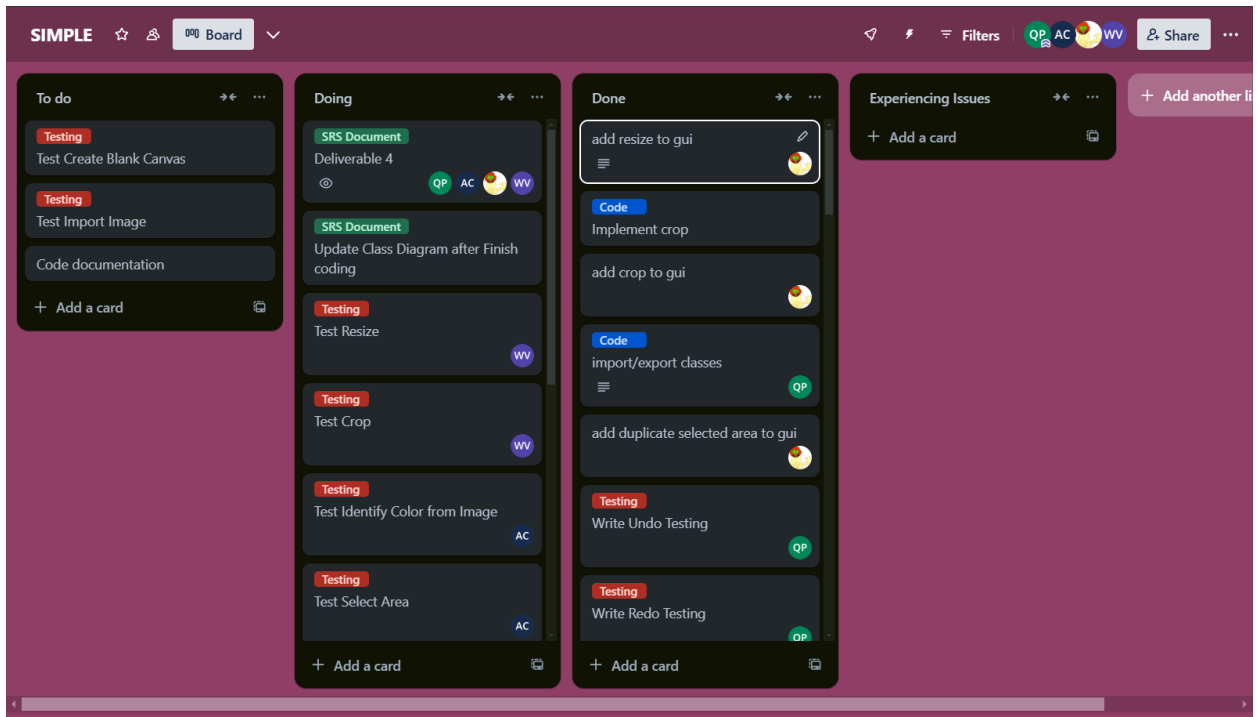 SIMPLE
Board
Filters
QP
AC
WV
Share
To do
Testing
Test Create Blank Canvas
Testing
Test Import Image
Code documentation
+ Add a card
Doing
SRS Document
Deliverable 4
QP AC WV
SRS Document
Update Class Diagram after Finish
coding
Testing
Test Resize
WV
Testing
Test Crop
WV
Testing
Test Identify Color from Image
AC
Testing
Test Select Area
AC
+ Add a card
Done
add resize to gui
Code
Implement crop
add crop to gui
Code
import/export classes
QP
add duplicate selected area to gui
Testing
Write Undo Testing
QP
Testing
Write Redo Testing
QP
+ Add a card
Experiencing Issues
+ Add a card
+ Add another li